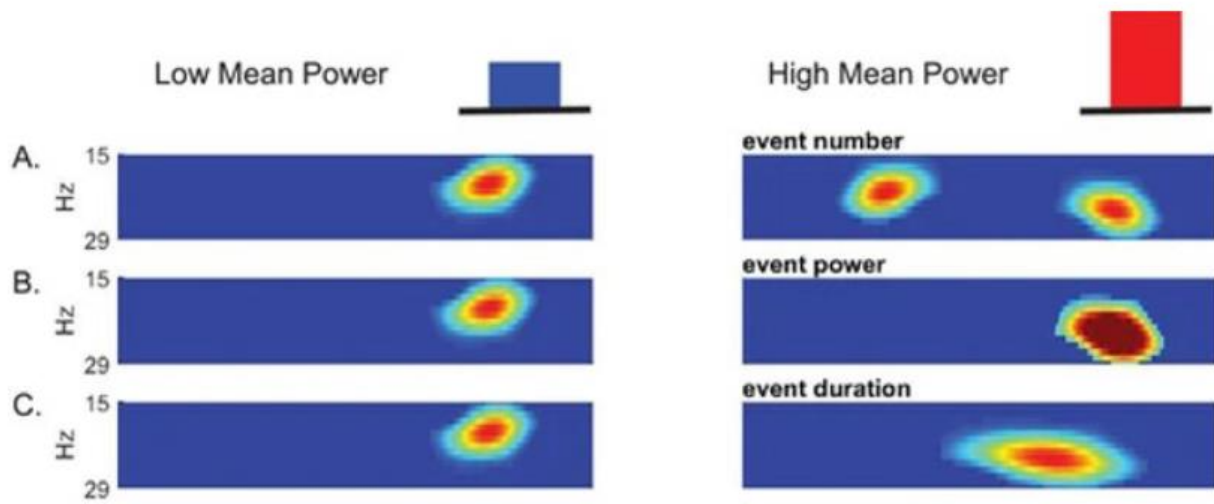 Low Mean Power
High Mean Power
A.
15
Hz
29
event number
B.
15
Hz
29
event power
C.
15
Hz
29
event duration